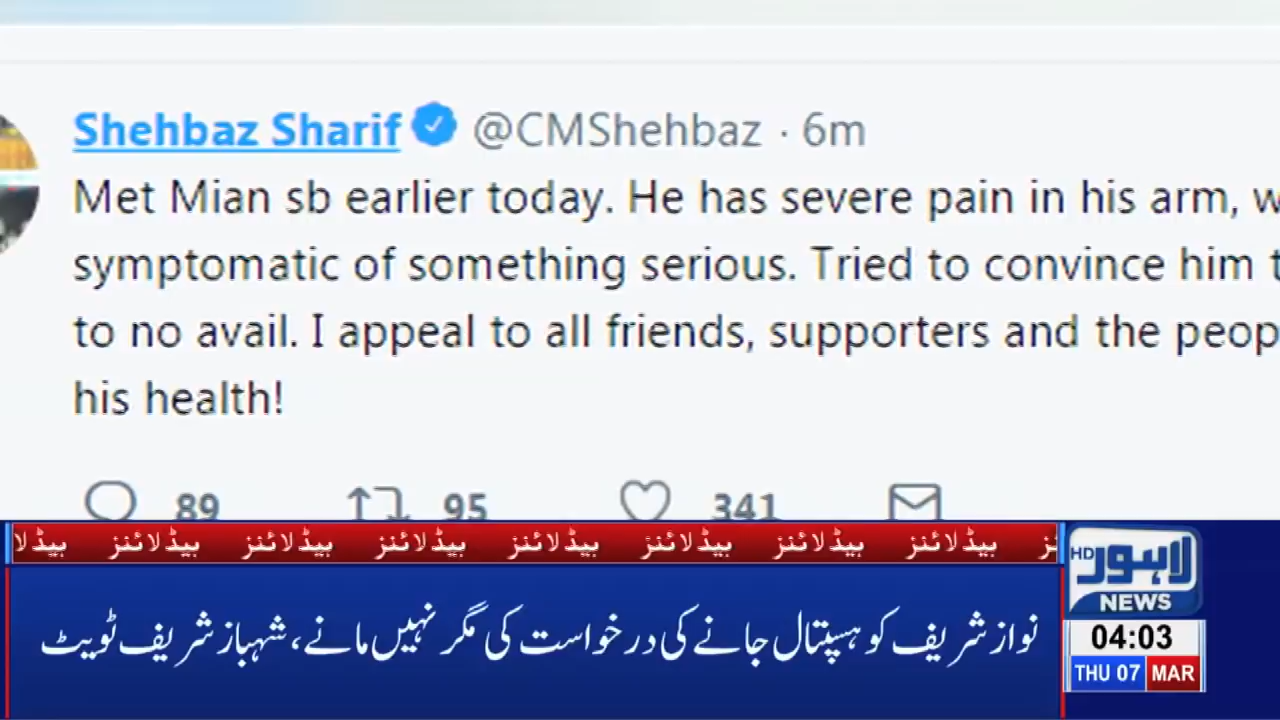 Shehbaz Sharif @CMShehbaz · 6m
Met Mian sb earlier today. He has severe pain in his arm,
symptomatic of something serious. Tried to convince him
to no avail. I appeal to all friends, supporters and the
his health!
89 95 341
ہیڈلائنز ہیڈلائنز ہیڈلائنز ہیڈلائنز ہیڈلائنز ہیڈلائنز ہیڈلائنز
HD لاہور
NEWS
نواز شریف کو ہسپتال جانے کی درخواست کی مگر نہیں مانے، شہباز شریف ٹویٹ
04:03
THU 07 MAR